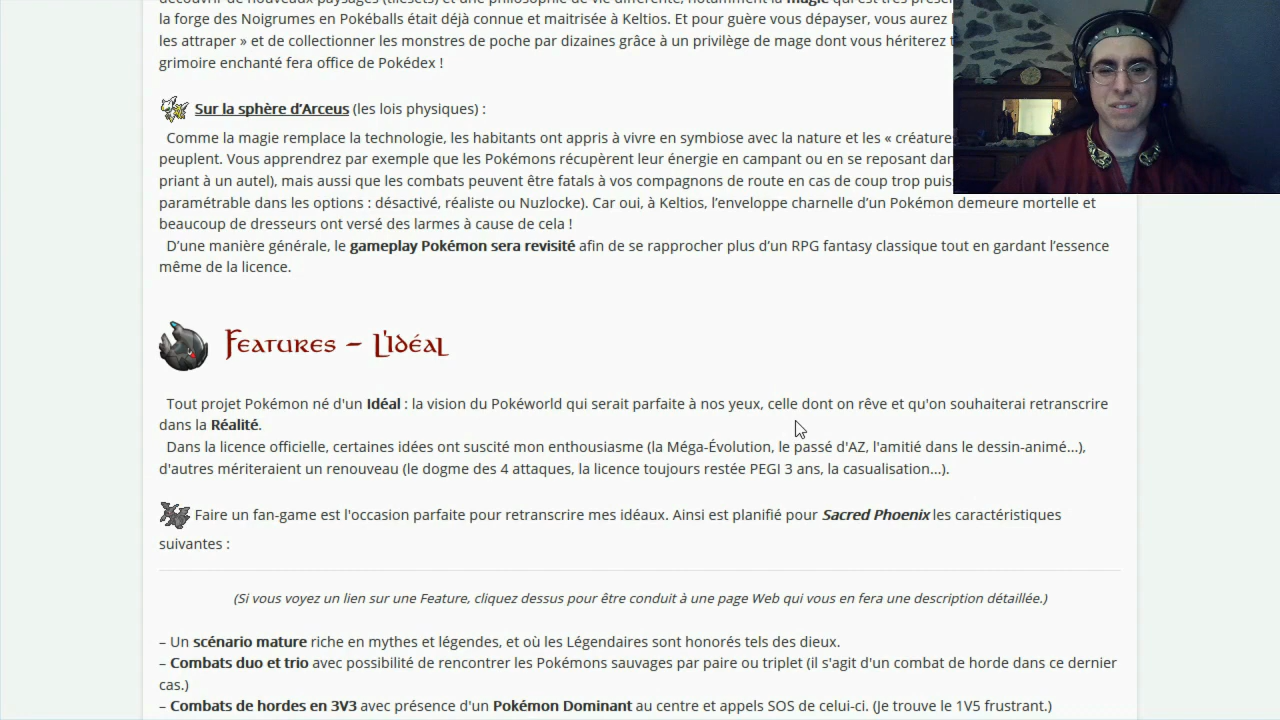 découvrir de nouveaux paysages (tilesets) et une philosophie de vie différente, notamment la magie qui est très
la forge des Noigrumes en Pokéballs était déjà connue et maitrisée à Keltios. Et pour guère vous dépayser, vous aurez
les attraper » et de collectionner les monstres de poche par dizaines grâce à un privilège de mage dont vous hériterez
grimoire enchanté fera office de Pokédex !
Sur la sphère d'Arceus (les lois physiques) :
Comme la magie remplace la technologie, les habitants ont appris à vivre en symbiose avec la nature et les «
peuplent. Vous apprendrez par exemple que les Pokémons récupèrent leur énergie en campant ou en se reposant
priant à un autel), mais aussi que les combats peuvent être fatals à vos compagnons de route en cas de coup trop
paramétrable dans les options : désactivé, réaliste ou Nuzlocke). Car oui, à Keltios, l'enveloppe charnelle d'un Pokémon demeure mortelle et
beaucoup de dresseurs ont versé des larmes à cause de cela !
D'une manière générale, le gameplay Pokémon sera revisité afin de se rapprocher plus d'un RPG fantasy classique tout en gardant l'essence
même de la licence.
Features – L'Idéal
Tout projet Pokémon né d'un Idéal : la vision du Pokéworld qui serait parfaite à nos yeux, celle dont on rêve et qu'on souhaiterai retranscrire
dans la Réalité.
Dans la licence officielle, certaines idées ont suscité mon enthousiasme (la Méga-Évolution, le passé d'AZ, l'amitié dans le dessin-animé...),
d'autres mériteraient un renouveau (le dogme des 4 attaques, la licence toujours restée PEGI 3 ans, la casualisation...).
Faire un fan-game est l'occasion parfaite pour retranscrire mes idéaux. Ainsi est planifié pour Sacred Phoenix les caractéristiques
suivantes :
(Si vous voyez un lien sur une Feature, cliquez dessus pour être conduit à une page Web qui vous en fera une description détaillée.)
– Un scénario mature riche en mythes et légendes, et où les Légendaires sont honorés tels des dieux.
– Combats duo et trio avec possibilité de rencontrer les Pokémons sauvages par paire ou triplet (il s'agit d'un combat de horde dans ce dernier
cas.)
– Combats de hordes en 3V3 avec présence d'un Pokémon Dominant au centre et appels SOS de celui-ci. (Je trouve le 1V5 frustrant.)